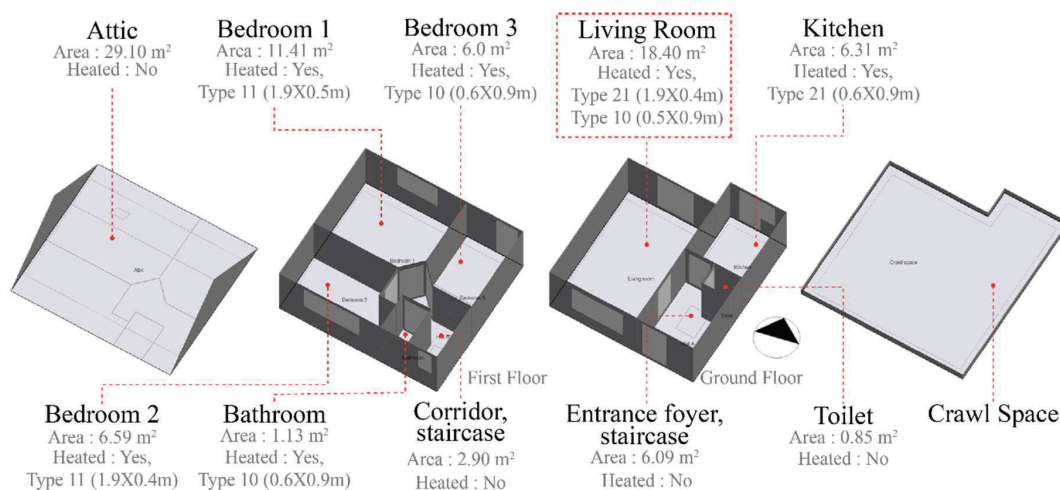 Attic
Area : 29.10 m²
Heated : No
Bedroom 1
Area : 11.41 m²
Heated : Yes,
Type 11 (1.9X0.5m)
Bedroom 3
Area : 6.0 m²
Heated : Yes,
Type 10 (0.6X0.9m)
Living Room
Area : 18.40 m²
Heated : Yes,
Type 21 (1.9X0.4m)
Type 10 (0.5X0.9m)
Kitchen
Area : 6.31 m²
Heated : Yes,
Type 21 (0.6X0.9m)
Attic
Bedroom 1
Bedroom 2
Bedroom 3
Bathroom
Living room
Kitchen
Toilet
Crawl space
First Floor
Ground Floor
Bedroom 2
Area : 6.59 m²
Heated : Yes,
Type 11 (1.9X0.4m)
Bathroom
Area : 1.13 m²
Heated : Yes,
Type 10 (0.6X0.9m)
Corridor,
staircase
Area : 2.90 m²
Heated : No
Entrance foyer,
staircase
Area : 6.09 m²
Heated : No
Toilet
Area : 0.85 m²
Heated : No
Crawl Space